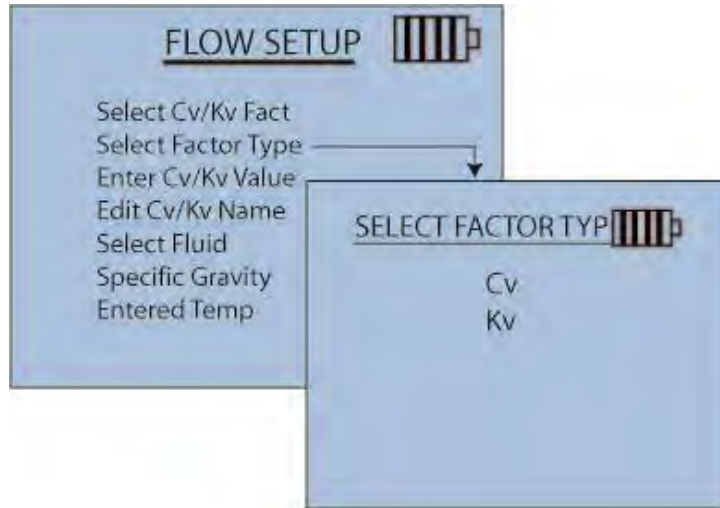 FLOW SETUP
Select Cv/Kv Fact
Select Factor Type
Enter Cv/Kv Value
Edit Cv/Kv Name
Select Fluid
Specific Gravity
Entered Temp
SELECT FACTOR TYP
Cv
Kv